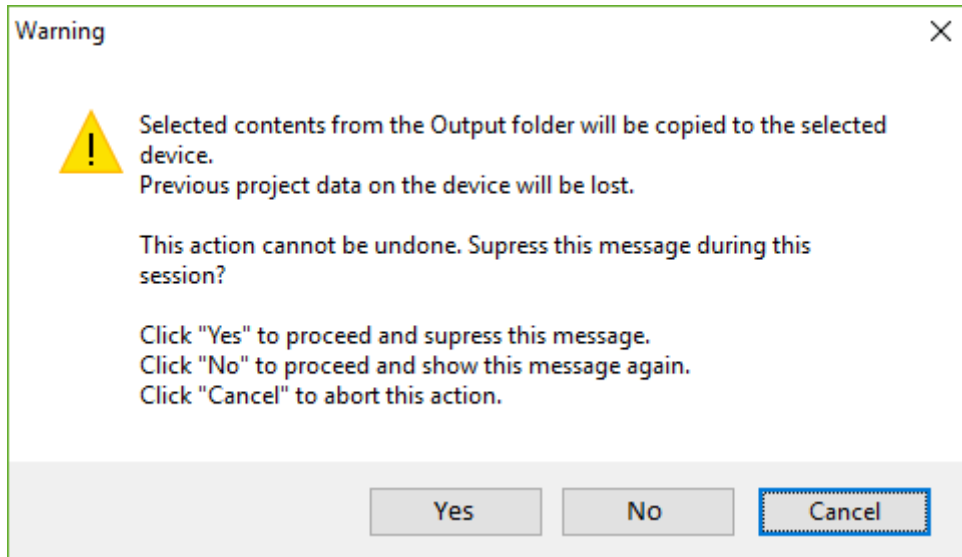 Warning
Selected contents from the Output folder will be copied to the selected
device.
Previous project data on the device will be lost.
This action cannot be undone. Supress this message during this
session?
Click "Yes" to proceed and supress this message.
Click "No" to proceed and show this message again.
Click "Cancel" to abort this action.
Yes No Cancel